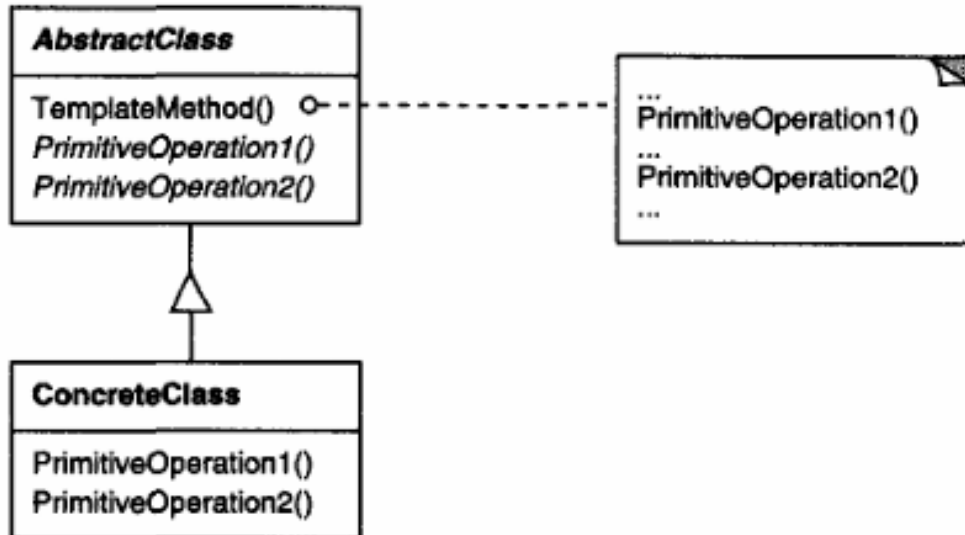 AbstractClass
TemplateMethod()
PrimitiveOperation1()
PrimitiveOperation2()
...
PrimitiveOperation1()
...
PrimitiveOperation2()
...
ConcreteClass
PrimitiveOperation1()
PrimitiveOperation2()